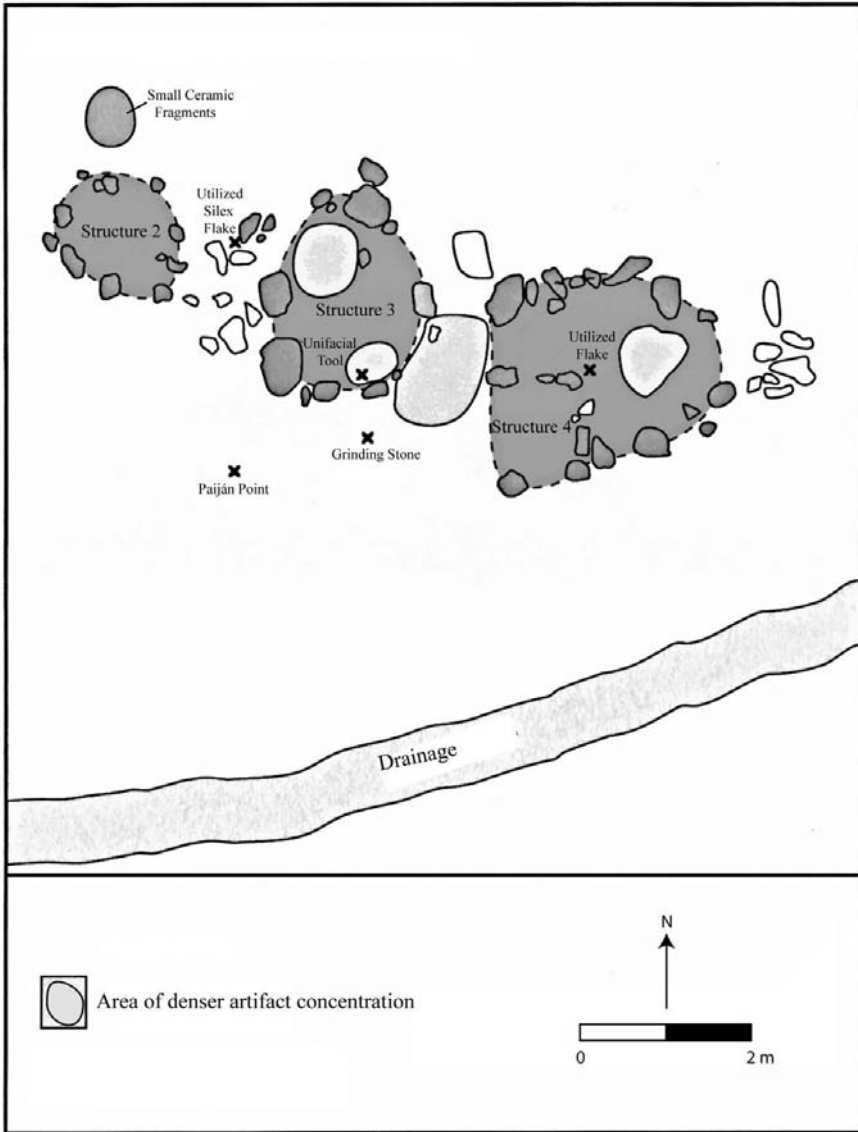 Small Ceramic
Fragments
Utilized
Silex
Flake
Structure 2
Structure 3
Unifacial
Tool
Utilized
Flake
Structure 4
Grinding Stone
Paiján Point
Drainage
N
Area of denser artifact concentration
0
2 m